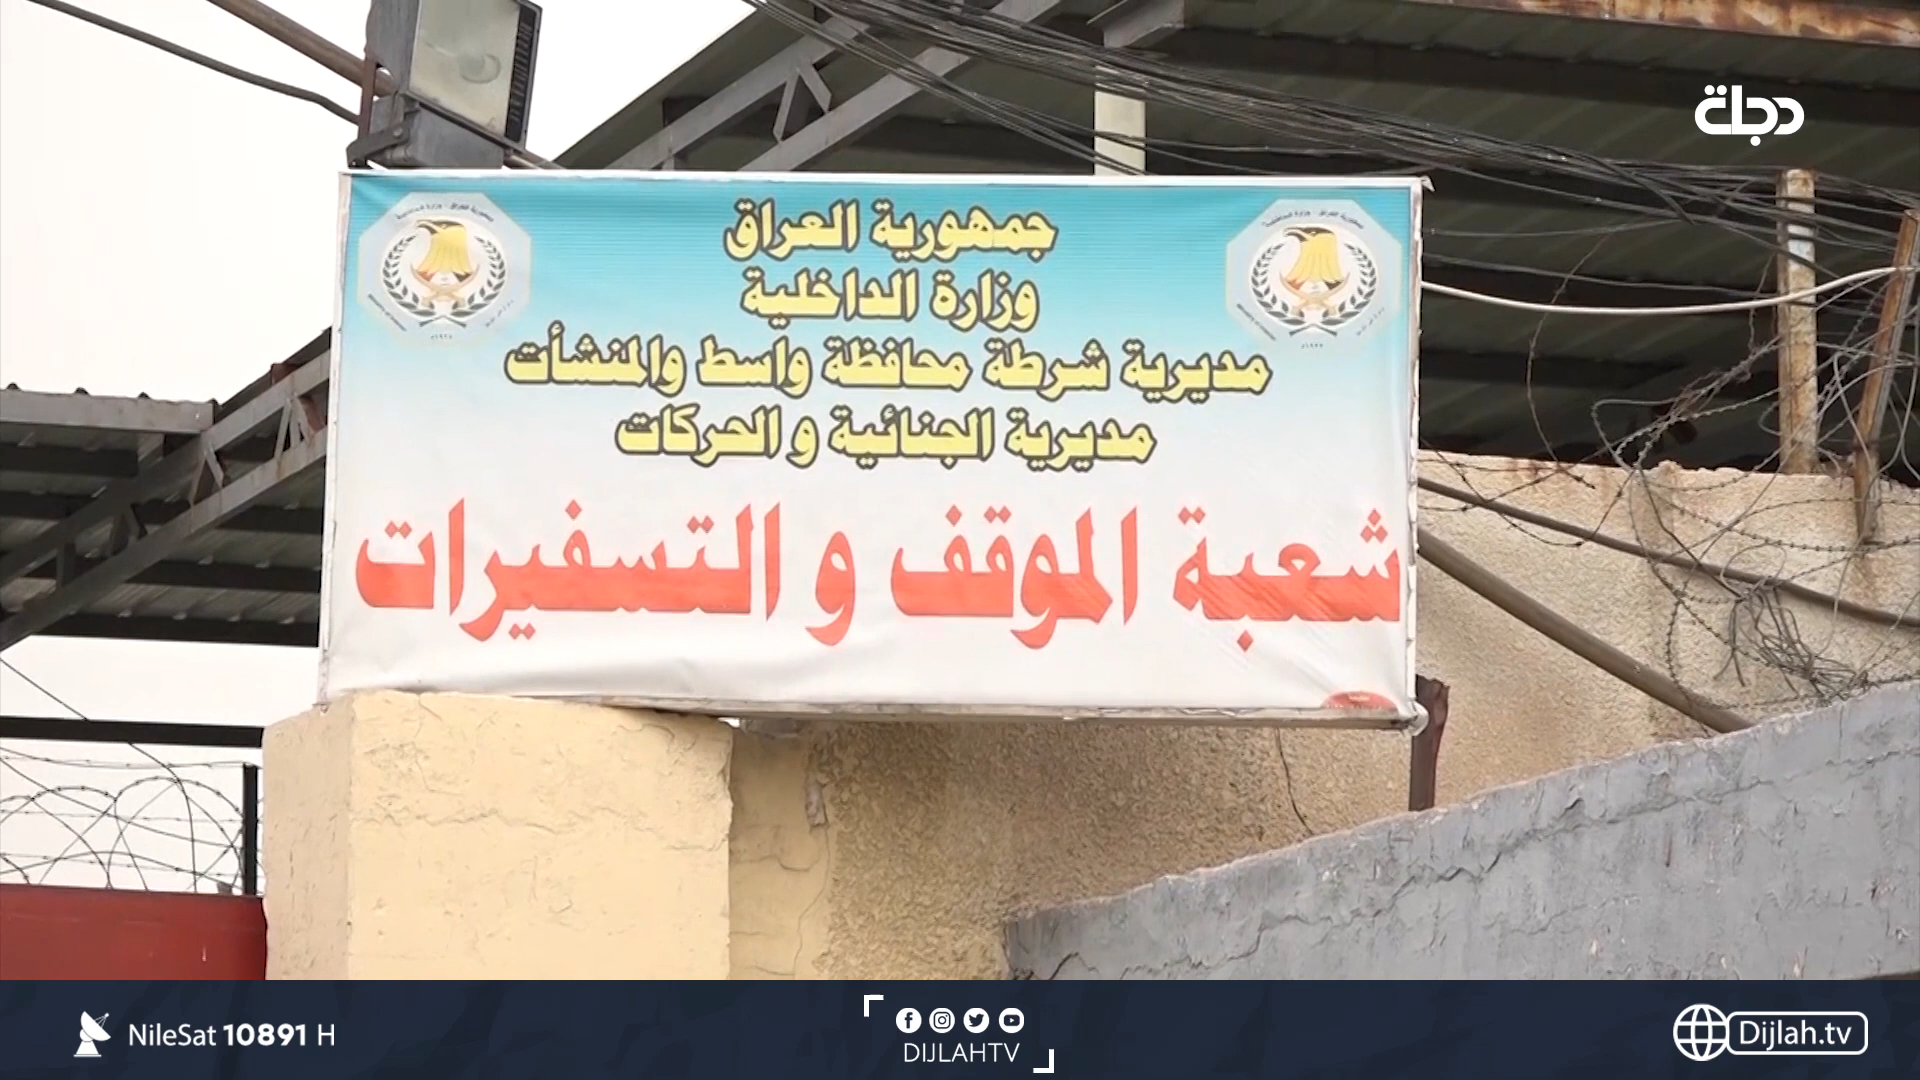 دجلة
جمهورية العراق
وزارة الداخلية
مديرية شرطة محافظة واسط والمنشأت
مديرية الجنائية و الحركات
شعبة الموقف و التسفيرات
NileSat 10891 H
DIJLAHTV
Dijlah.tv